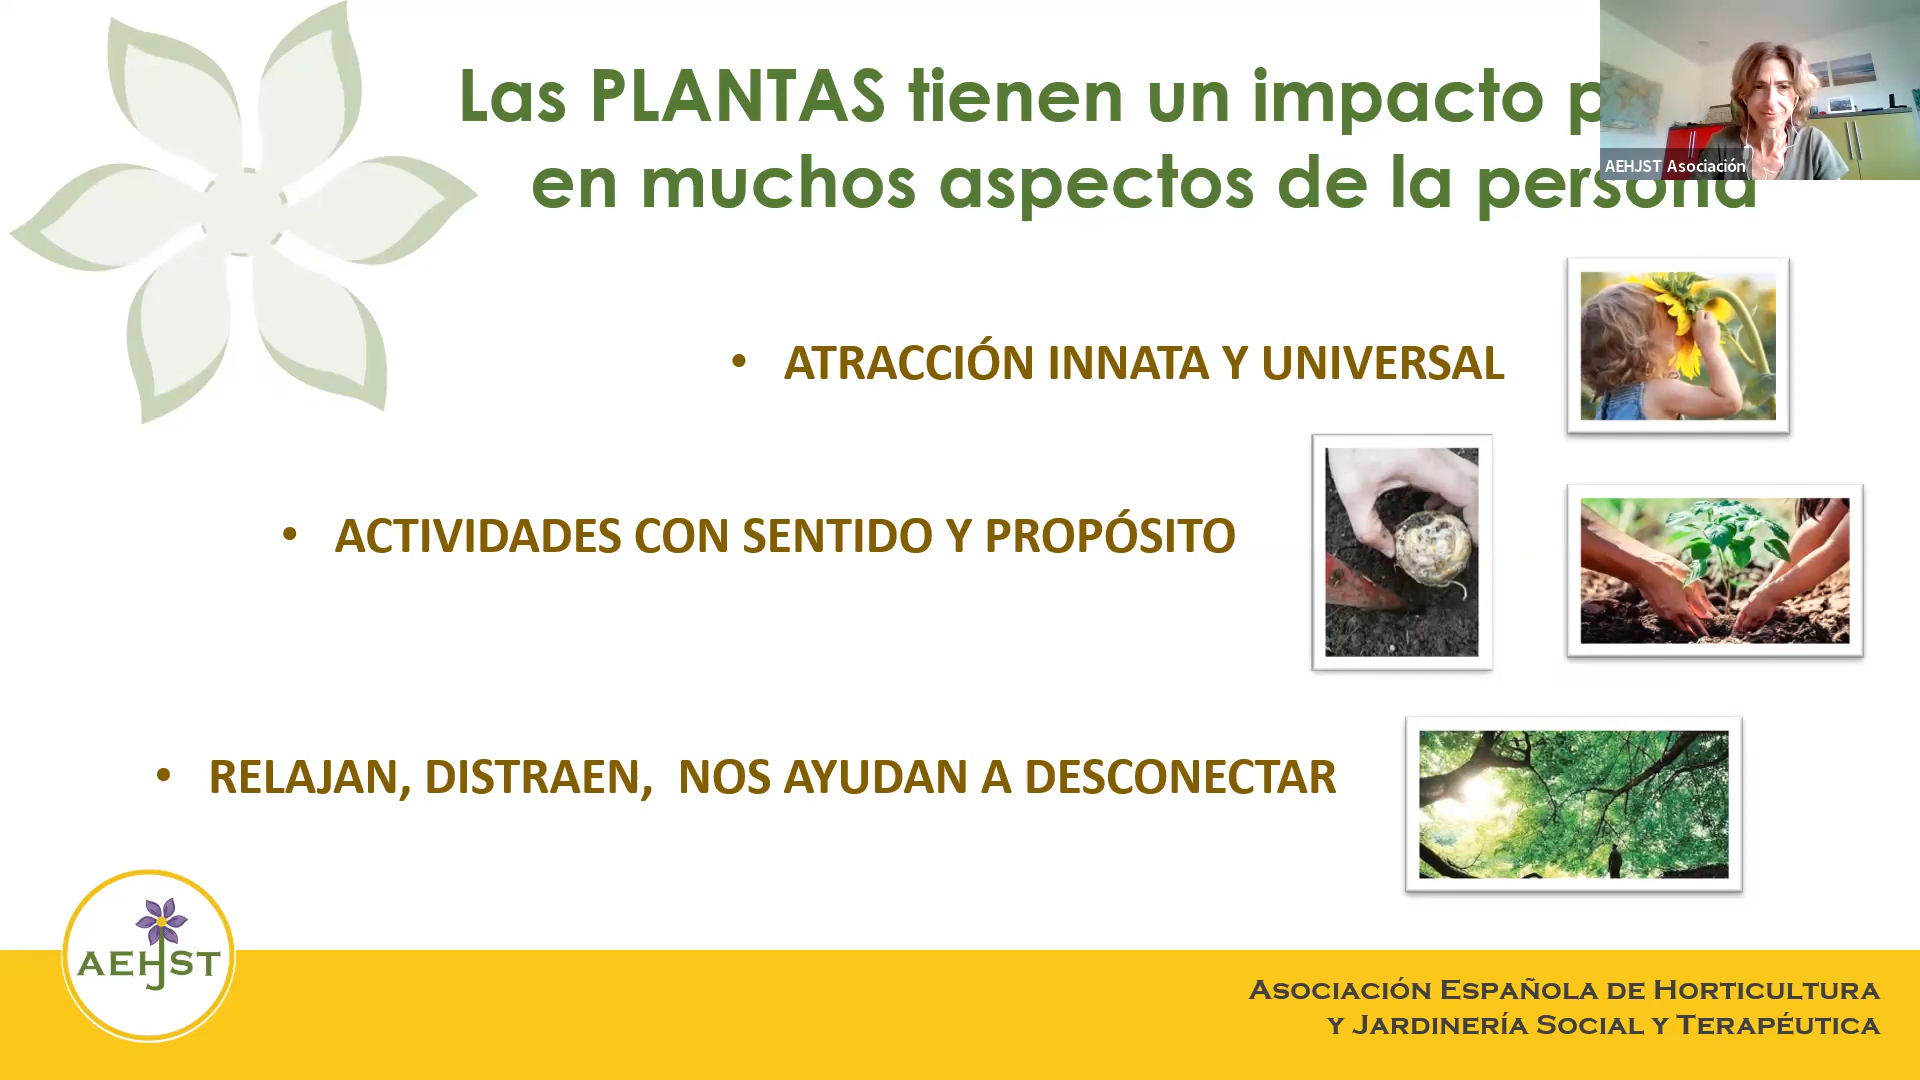 Las PLANTAS tienen un impacto
en muchos aspectos de la persona
AEHJST Asociación
• ATRACCIÓN INNATA Y UNIVERSAL
• ACTIVIDADES CON SENTIDO Y PROPÓSITO
• RELAJAN, DISTRAEN, NOS AYUDAN A DESCONECTAR
AEHJST
ASOCIACIÓN ESPAÑOLA DE HORTICULTURA
Y JARDINERÍA SOCIAL Y TERAPÉUTICA